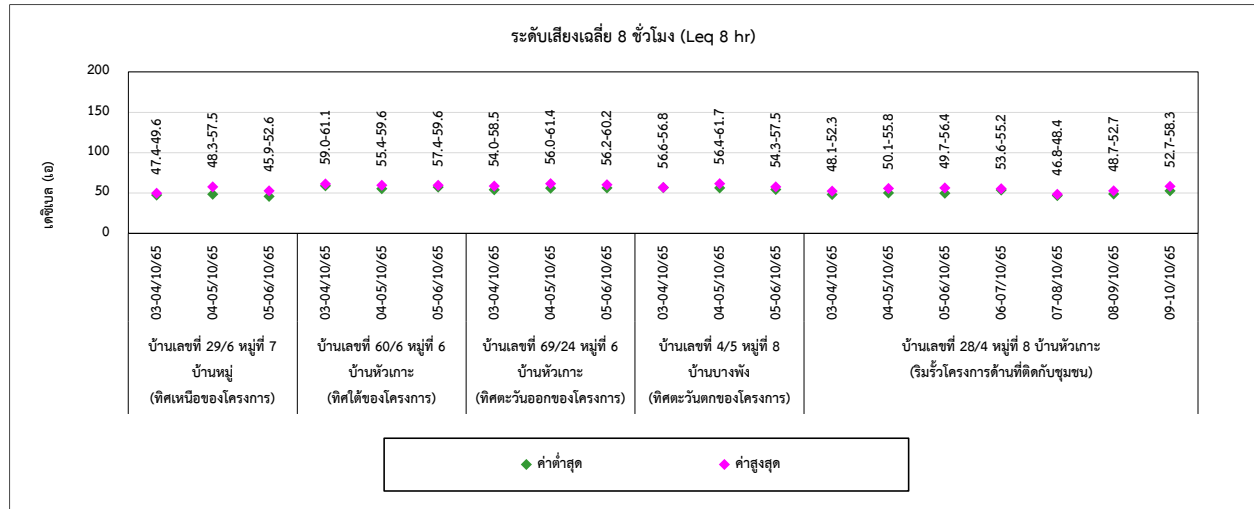 ระดับเสียงเฉลี่ย 8 ชั่วโมง (Leq 8 hr)
เดซิเบล (เอ)
200
150
100
50
0
47.4-49.6
48.3-57.5
45.9-52.6
59.0-61.1
55.4-59.6
57.4-59.6
54.0-58.5
56.0-61.4
56.2-60.2
56.6-56.8
56.4-61.7
54.3-57.5
48.1-52.3
50.1-55.8
49.7-56.4
53.6-55.2
46.8-48.4
48.7-52.7
52.7-58.3
03-04/10/65
04-05/10/65
05-06/10/65
03-04/10/65
04-05/10/65
05-06/10/65
03-04/10/65
04-05/10/65
05-06/10/65
03-04/10/65
04-05/10/65
05-06/10/65
03-04/10/65
04-05/10/65
05-06/10/65
06-07/10/65
07-08/10/65
08-09/10/65
09-10/10/65
บ้านเลขที่ 29/6 หมู่ที่ 7
บ้านหมู่
(ทิศเหนือของโครงการ)
บ้านเลขที่ 60/6 หมู่ที่ 6
บ้านหัวเกาะ
(ทิศใต้ของโครงการ)
บ้านเลขที่ 69/24 หมู่ที่ 6
บ้านหัวเกาะ
(ทิศตะวันออกของโครงการ)
บ้านเลขที่ 4/5 หมู่ที่ 8
บ้านบางพัง
(ทิศตะวันตกของโครงการ)
บ้านเลขที่ 28/4 หมู่ที่ 8 บ้านหัวเกาะ
(ริมรั้วโครงการด้านที่ติดกับชุมชน)
ค่าต่ำสุด
ค่าสูงสุด